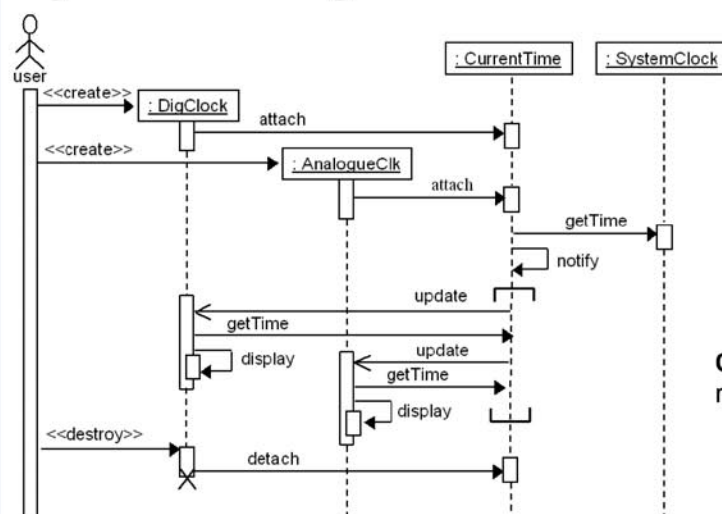 user
: CurrentTime
: SystemClock
<<create>>
: DigClock
attach
<<create>>
: AnalogueClk
attach
getTime
notify
update
getTime
update
display
getTime
display
<<destroy>>
detach